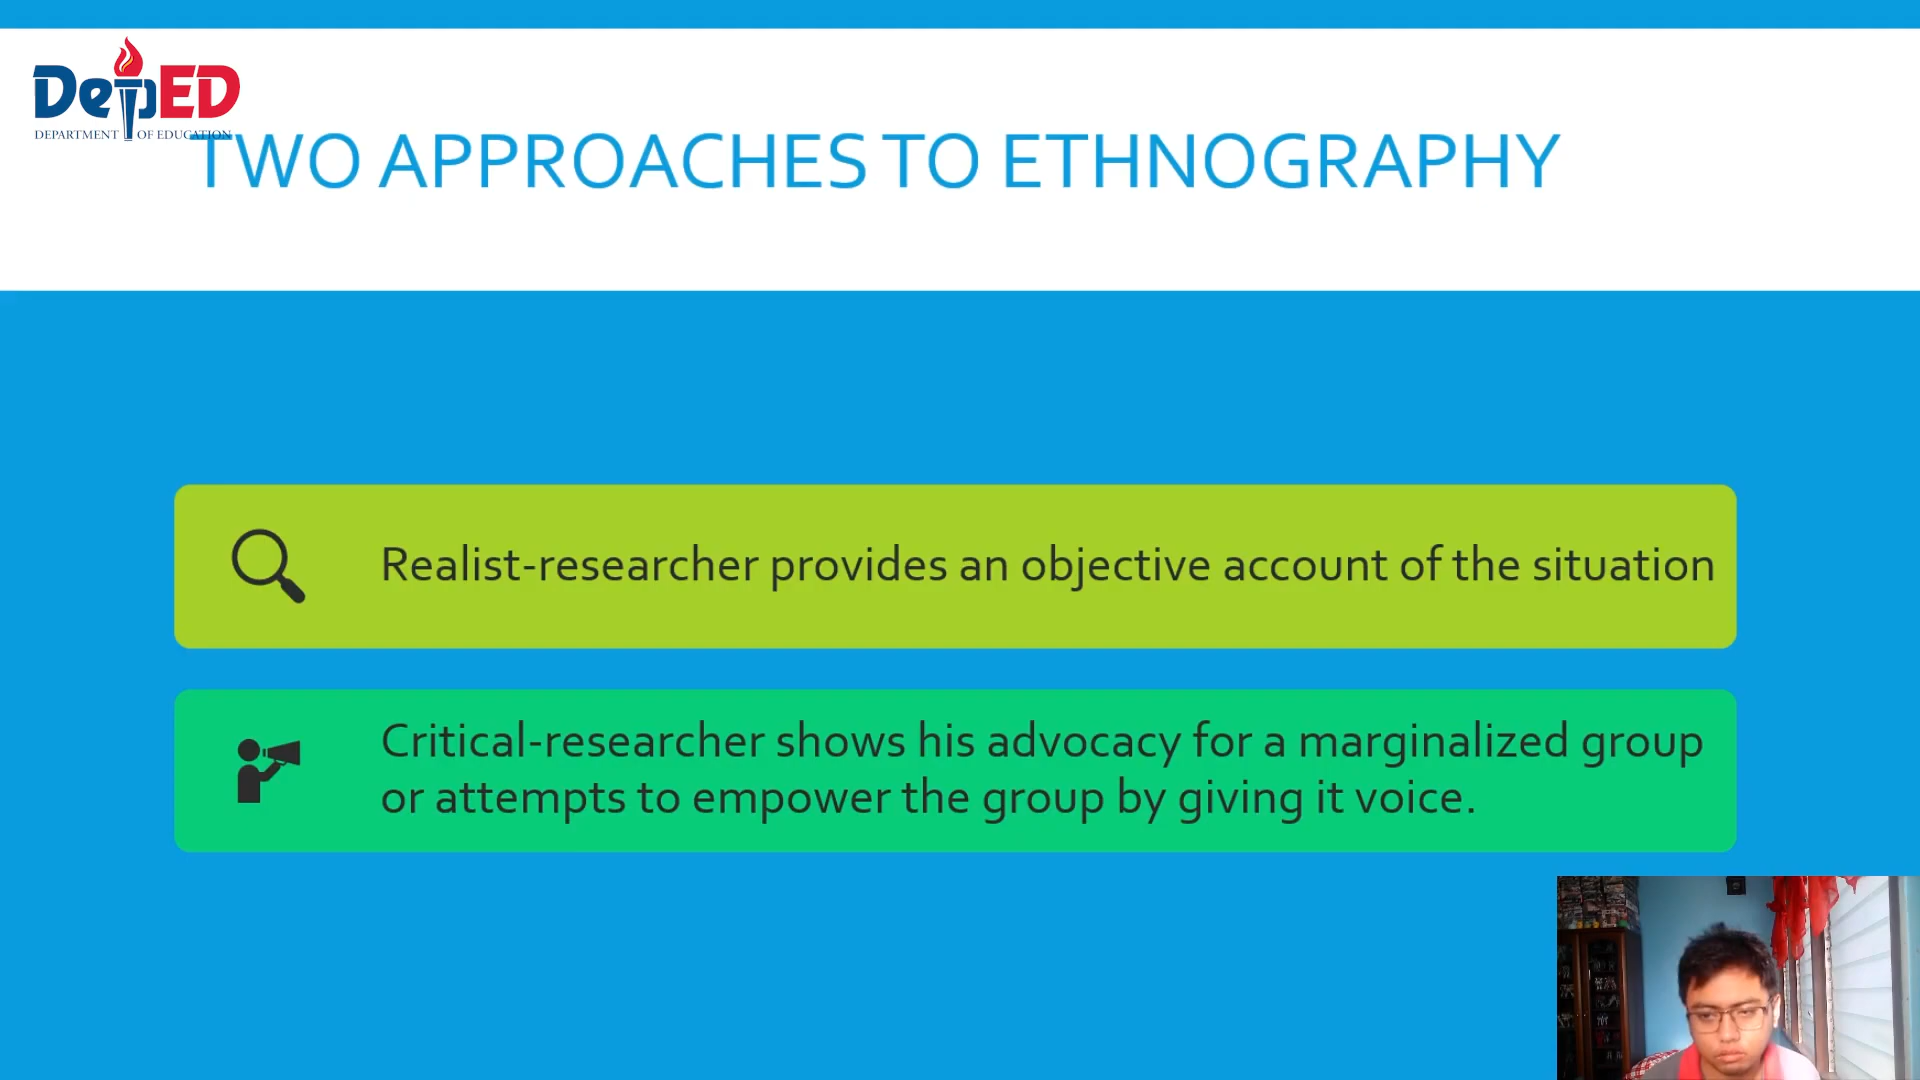 DepED
DEPARTMENT OF EDUCATION
TWO APPROACHES TO ETHNOGRAPHY
Realist-researcher provides an objective account of the situation
Critical-researcher shows his advocacy for a marginalized group
or attempts to empower the group by giving it voice.